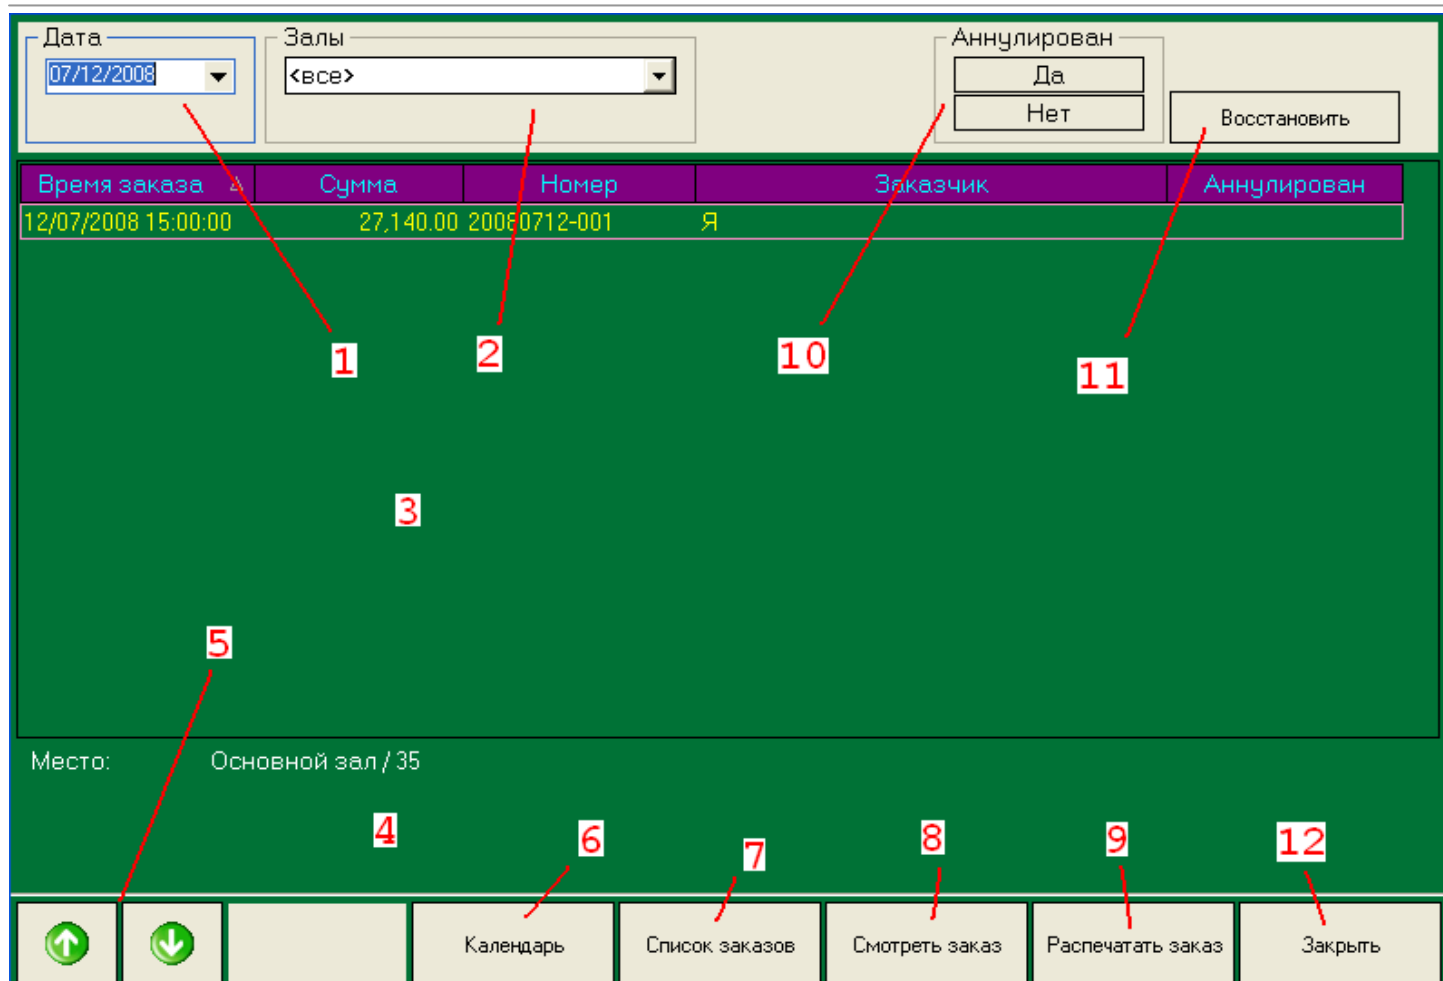 Дата
Залы
Аннулирован
07/12/2008
<все>
Да
Нет
Восстановить
Время заказа Сумма Номер Заказчик Аннулирован
12/07/2008 15:00:00 27,140.00 20080712-001 Я
1
2
10
11
3
5
Место: Основной зал / 35
4
6
7
8
9
12
Календарь
Список заказов
Смотреть заказ
Распечатать заказ
Закрыть